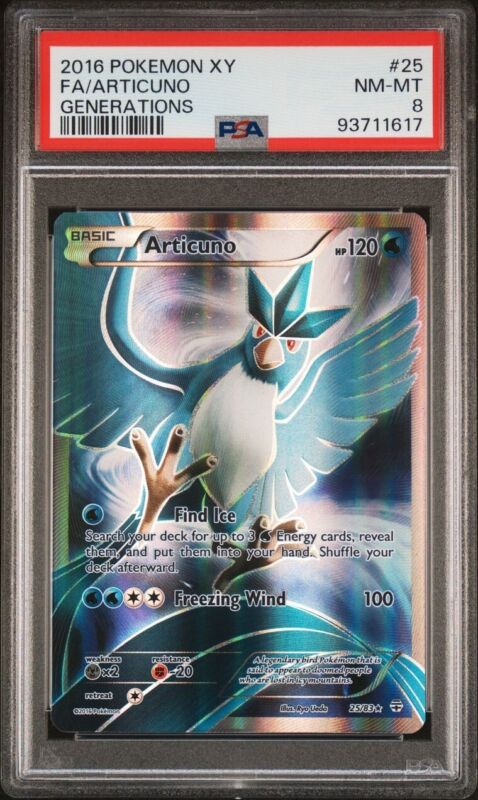 2016 POKEMON XY #25
FA/ARTICUNO NM-MT
GENERATIONS 8
PSA 93711617
BASIC Articuno HP120
Find Ice
Search your deck for up to 3 Energy cards, reveal
them, and put them into your hand. Shuffle your
deck afterward.
Freezing Wind 100
weakness resistance
×2 -20
retreat
A legendary bird Pokémon that is
said to appear to doomed people
who are lost in icy mountains.
©2016 Pokémon Illus. Ryo Ueda 25/83
PSA